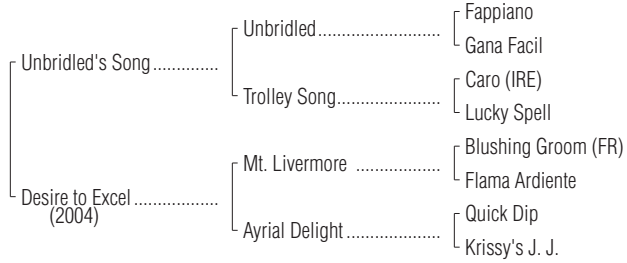 Fappiano
Unbridled..........................
Gana Facil
Unbridled's Song..............
Caro (IRE)
Trolley Song......................
Lucky Spell
Blushing Groom (FR)
Mt. Livermore ..................
Flama Ardiente
Desire to Excel..................
(2004)
Quick Dip
Ayrial Delight....................
Krissy's J. J.